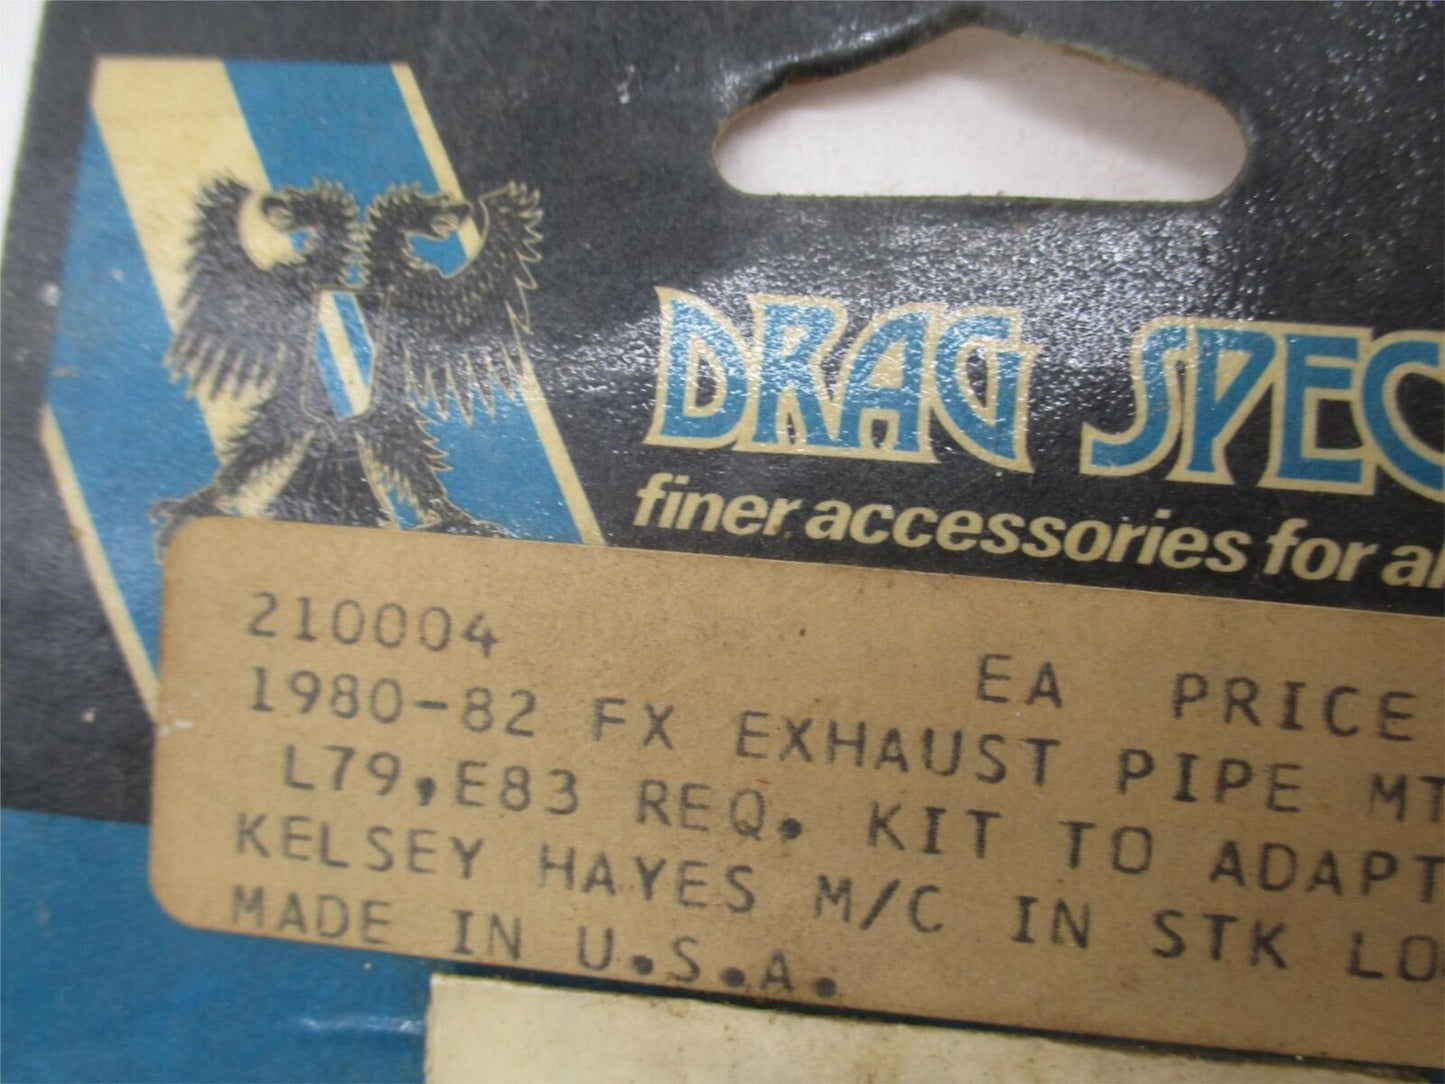 DRAG SPEC
finer accessories for al
210004
EA PRICE
1980-82 FX EXHAUST PIPE MT
L79,E83 REQ. KIT TO ADAPT
KELSEY HAYES M/C IN STK LO
MADE IN U.S.A.